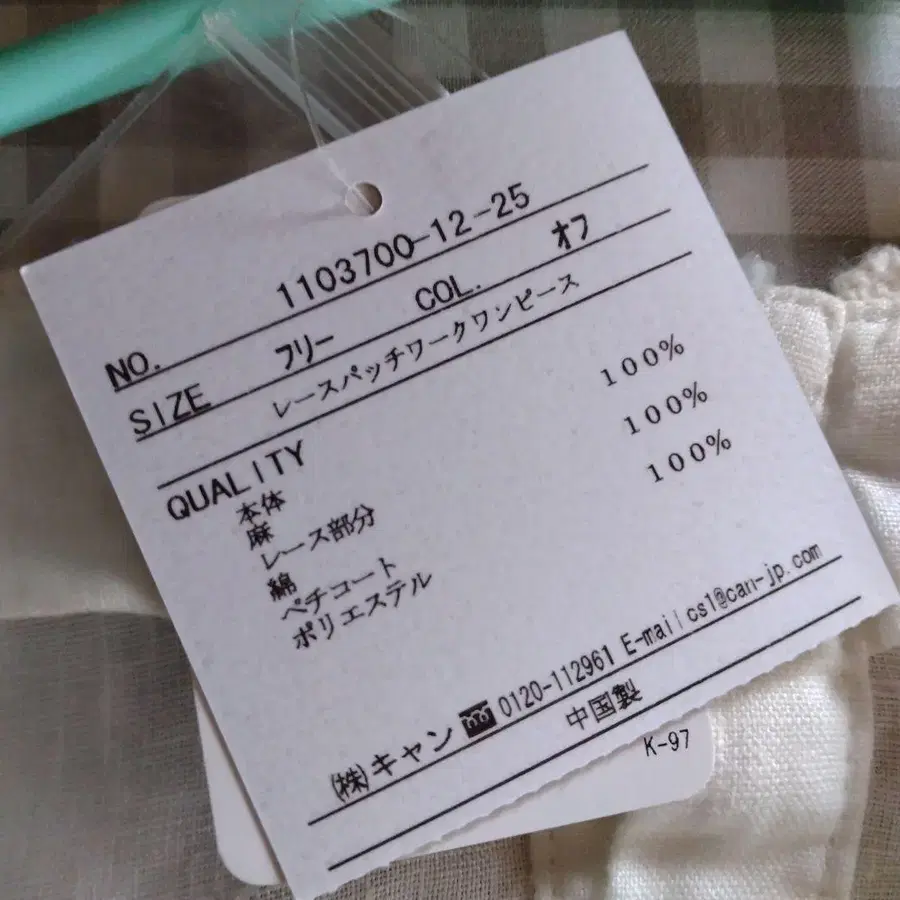 NO. 1103700-12-25
SIZE フリー COL. オフ
レースパッチワークワンピース
QUALITY
本体
麻 100%
レース部分
綿 100%
ペチコート
ポリエステル 100%
(株)キャン 0120-112961 E-mail cs1@can-jp.com
中国製
K-97